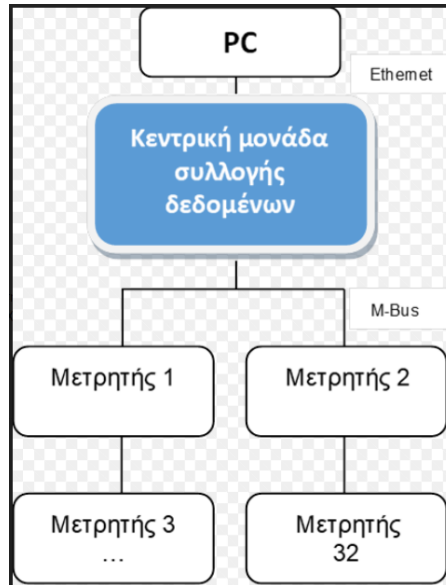 PC
Ethernet
Κεντρική μονάδα
συλλογής
δεδομένων
M-Bus
Μετρητής 1
Μετρητής 2
Μετρητής 3
...
Μετρητής
32